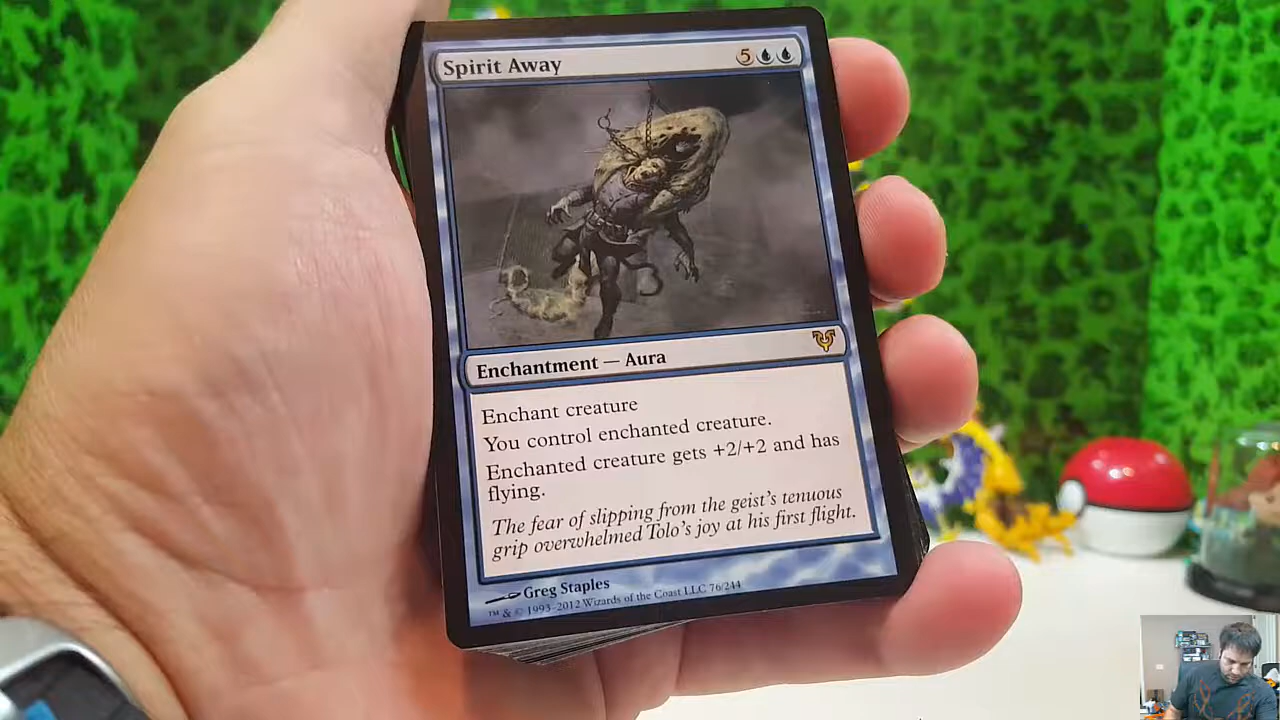 Spirit Away 5
Enchantment — Aura
Enchant creature
You control enchanted creature.
Enchanted creature gets +2/+2 and has
flying.
The fear of slipping from the geist's tenuous
grip overwhelmed Tolo's joy at his first flight.
Greg Staples
™ & © 1993–2012 Wizards of the Coast LLC 76/244